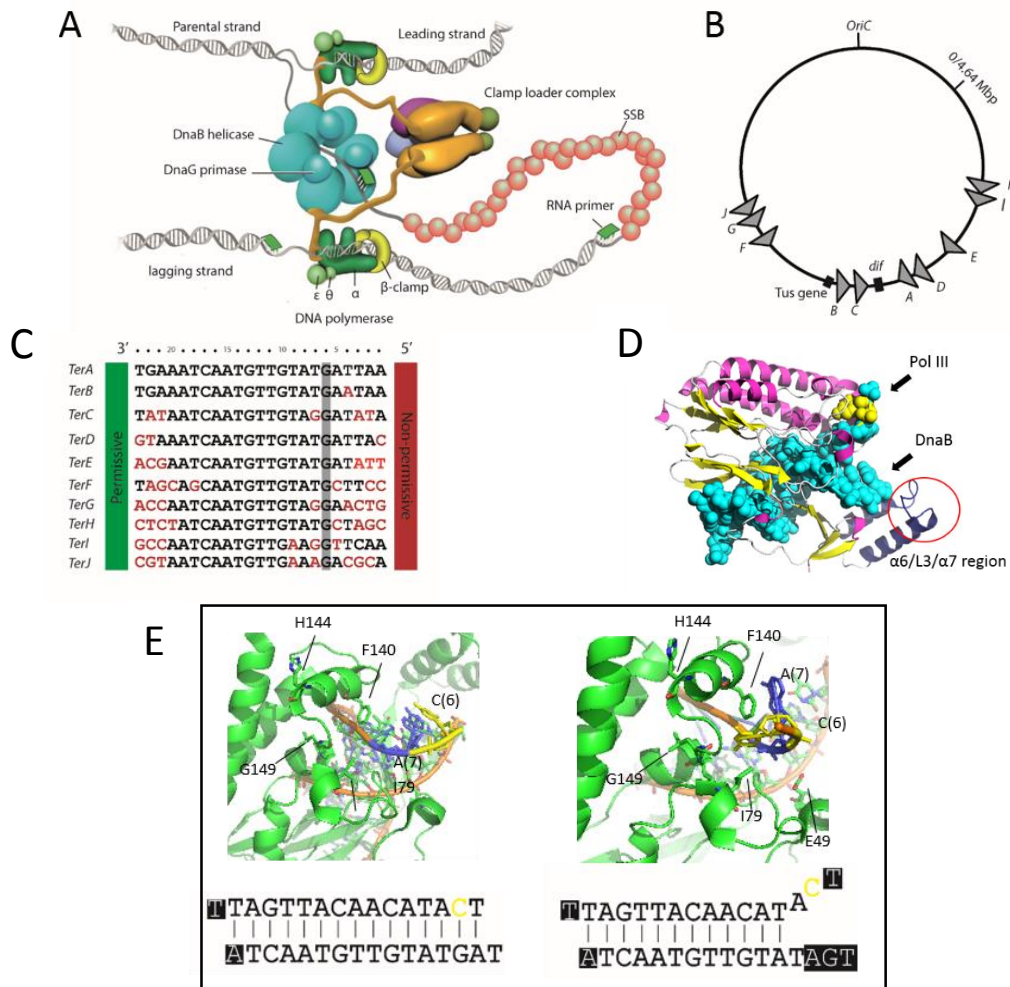 A
Parental strand
Leading strand
Clamp loader complex
SSB
DnaB helicase
DnaG primase
RNA primer
lagging strand
β-clamp
ε θ α
DNA polymerase
B
OriC
0/4.64 Mbp
I
J
G
F
E
dif
D
A
Tus gene
B
C
C
3'
20 15 10 5
5'
Permissive
Non-permissive
TerA TGAAATCAATGTTGTATGATTAA
TerB TGAAATCAATGTTGTATGAATAA
TerC TATAATCAATGTTGTAGGATATA
TerD GTAAATCAATGTTGTATGATTAC
TerE ACGAATCAATGTTGTATGATATT
TerF TAGCAGCAATGTTGTATGCTTCC
TerG ACCAATCAATGTTGTAGGAACTG
TerH CTCTATCAATGTTGTATGCTAGC
TerI GCCAATCAATGTTGAAGGTTCAA
TerJ CGTAATCAATGTTGAAAGACGCA
D
Pol III
DnaB
α6/L3/α7 region
E
H144
F140
C(6)
A(7)
G149
I79
H144
F140
A(7)
C(6)
G149
I79
E49
TTAGTTACAACATACT
ATCAATGTTGTATGAT
TTAGTTACAACATACT
ATCAATGTTGTATAGT